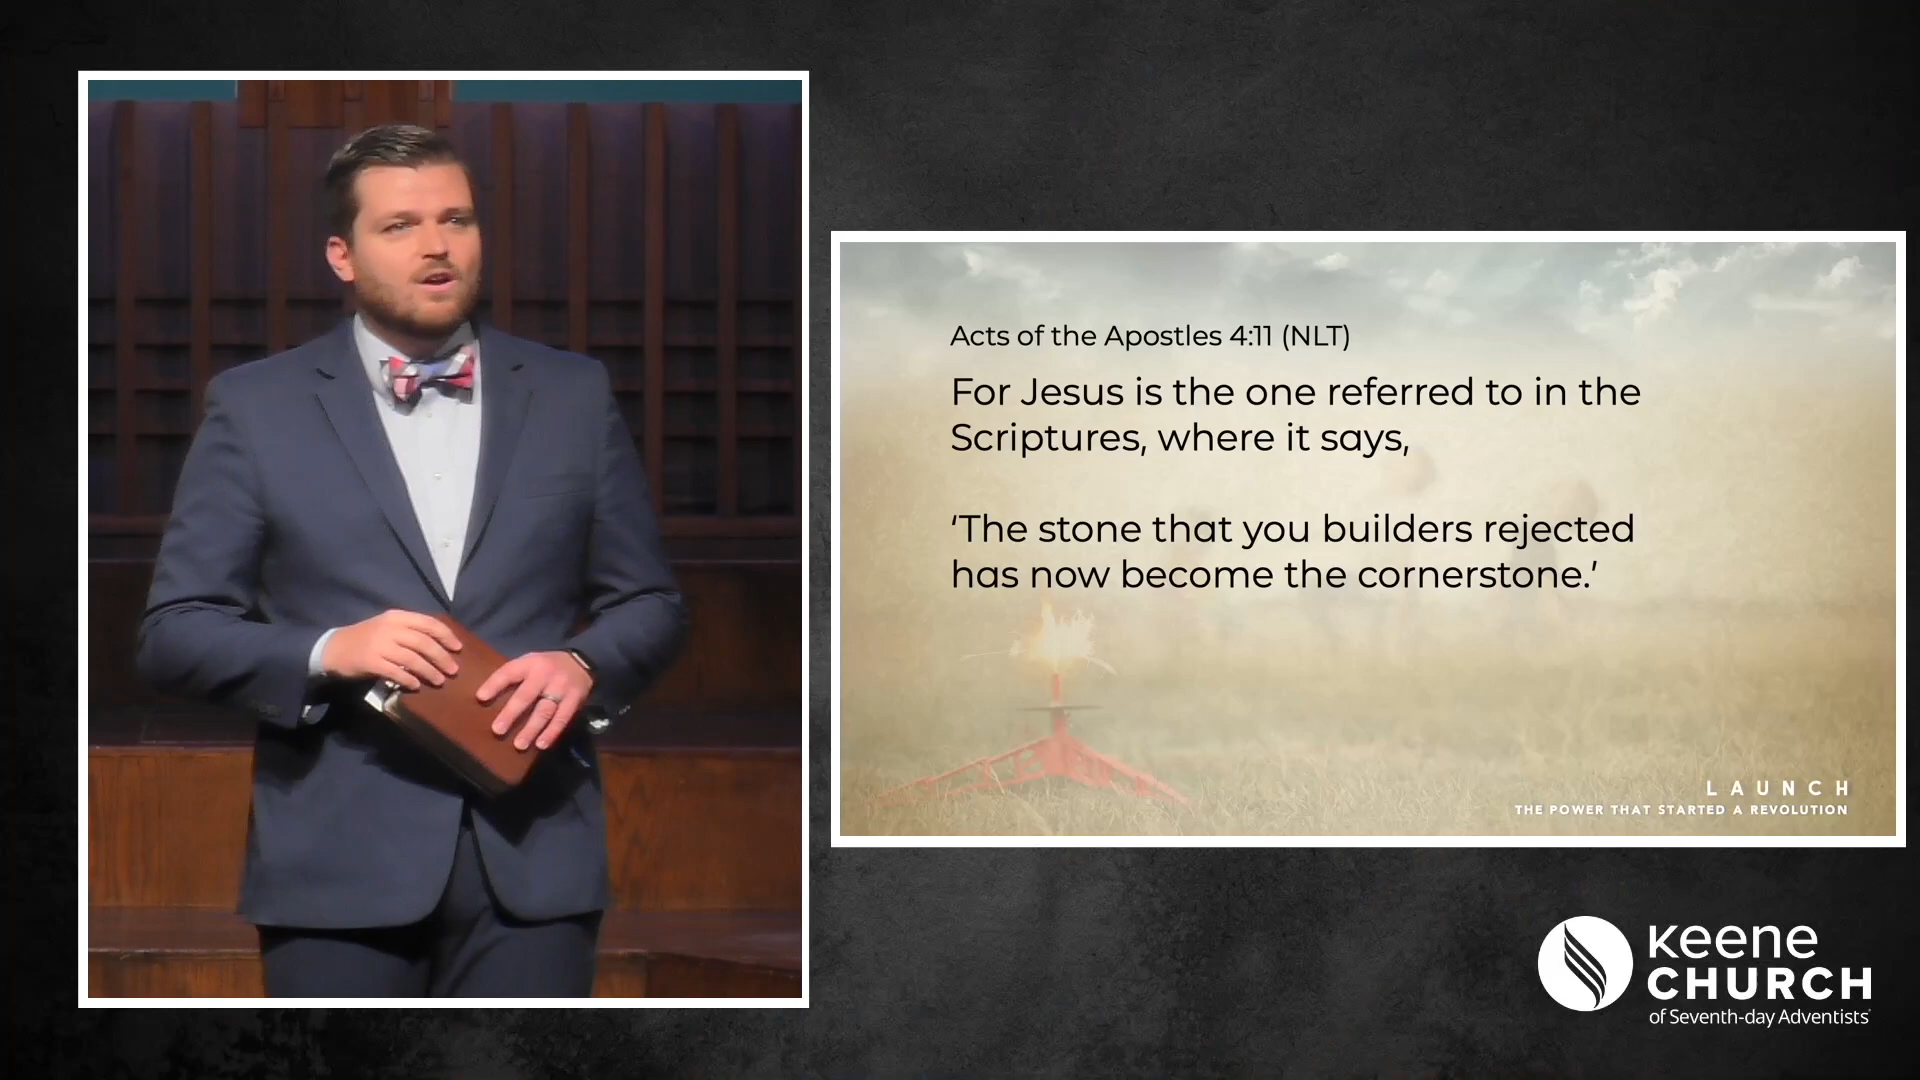 Acts of the Apostles 4:11 (NLT)
For Jesus is the one referred to in the
Scriptures, where it says,
‘The stone that you builders rejected
has now become the cornerstone.’
LAUNCH
THE POWER THAT STARTED A REVOLUTION
Keene
CHURCH
of Seventh-day Adventists